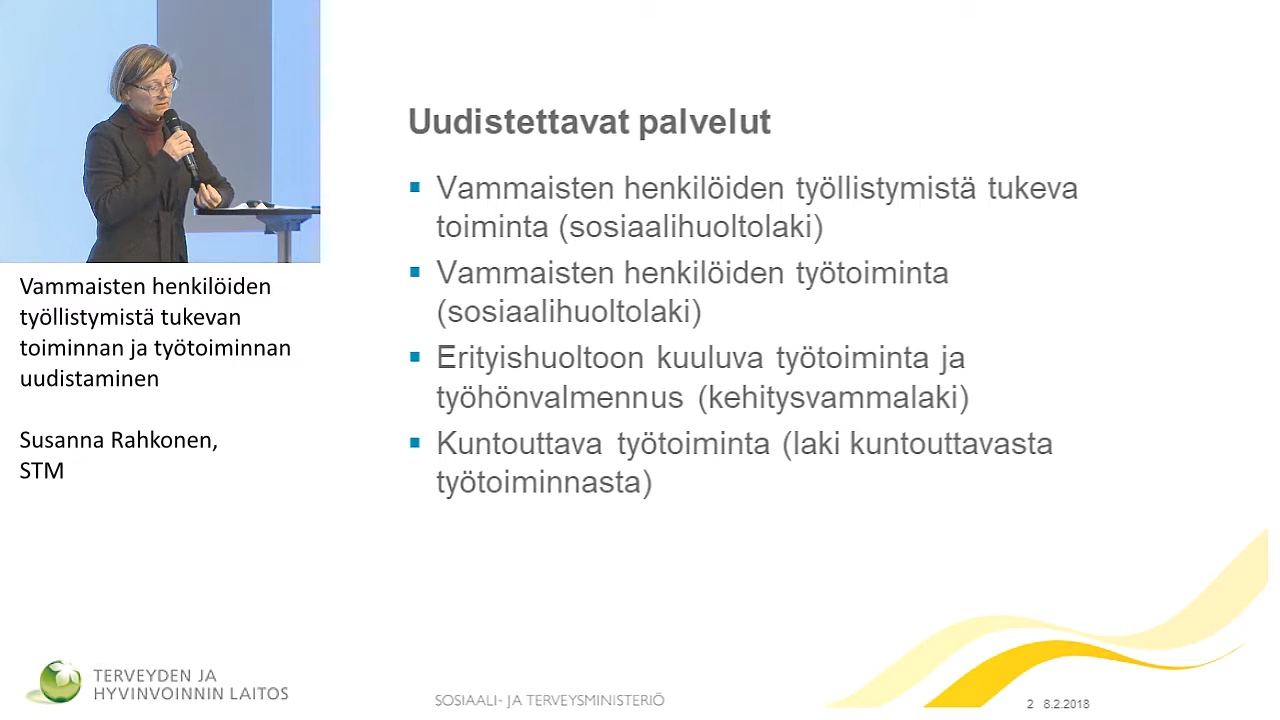 Vammaisten henkilöiden
työllistymistä tukevan
toiminnan ja työtoiminnan
uudistaminen
Susanna Rahkonen,
STM
Uudistettavat palvelut
Vammaisten henkilöiden työllistymistä tukeva
toiminta (sosiaalihuoltolaki)
Vammaisten henkilöiden työtoiminta
(sosiaalihuoltolaki)
Erityishuoltoon kuuluva työtoiminta ja
työhönvalmennus (kehitysvammalaki)
Kuntouttava työtoiminta (laki kuntouttavasta
työtoiminnasta)
TERVEYDEN JA
HYVINVOINNIN LAITOS
SOSIAALI- JA TERVEYSMINISTERIÖ
2 8.2.2018